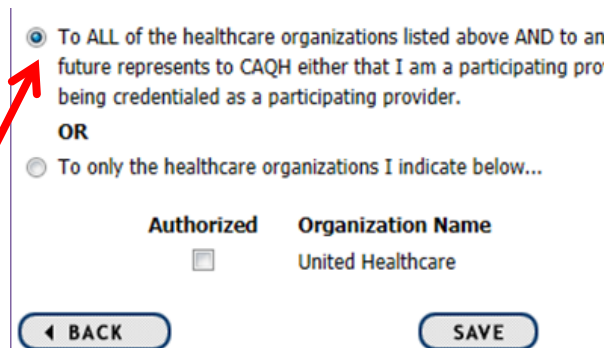 To ALL of the healthcare organizations listed above AND to an
future represents to CAQH either that I am a participating pro
being credentialed as a participating provider.
OR
To only the healthcare organizations I indicate below...
Authorized Organization Name
United Healthcare
BACK SAVE